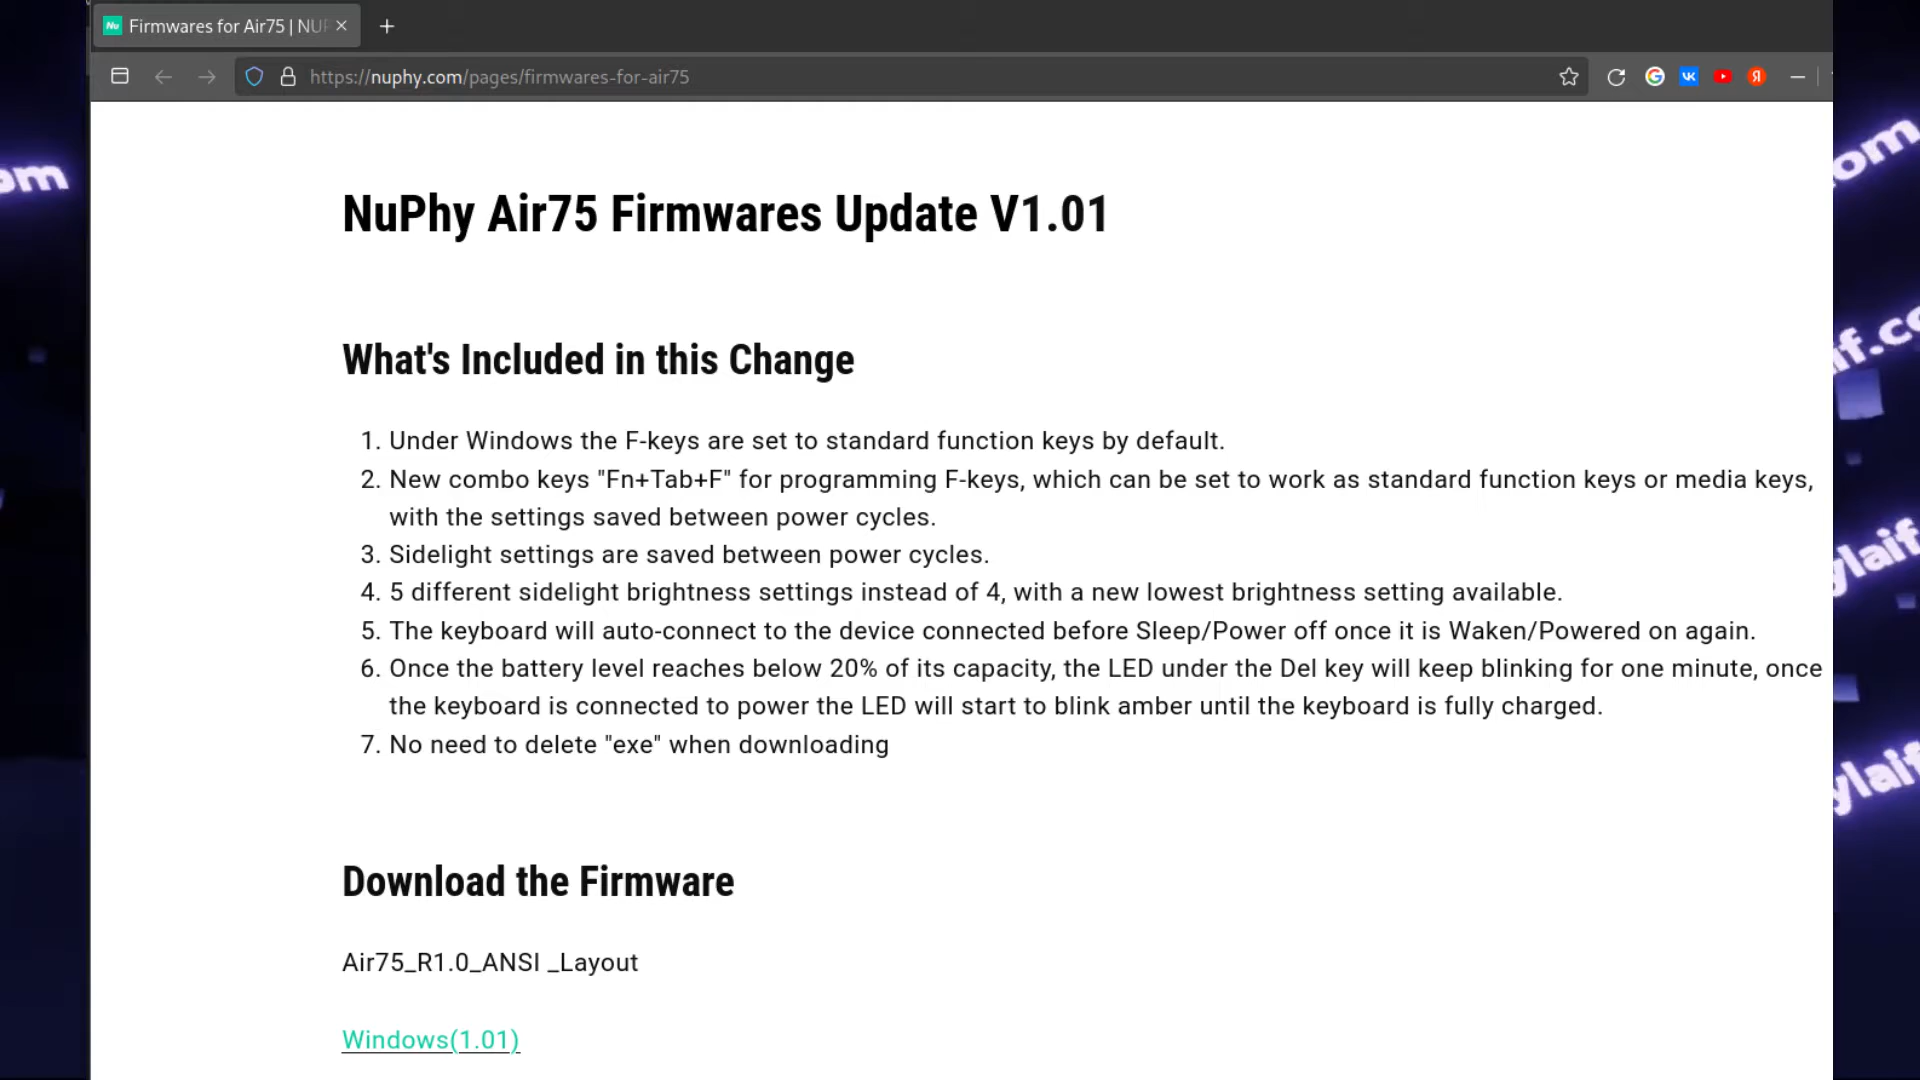 Nu Firmwares for Air75 | NUP
https://nuphy.com/pages/firmwares-for-air75
NuPhy Air75 Firmwares Update V1.01
What's Included in this Change
1. Under Windows the F-keys are set to standard function keys by default.
2. New combo keys "Fn+Tab+F" for programming F-keys, which can be set to work as standard function keys or media keys,
with the settings saved between power cycles.
3. Sidelight settings are saved between power cycles.
4. 5 different sidelight brightness settings instead of 4, with a new lowest brightness setting available.
5. The keyboard will auto-connect to the device connected before Sleep/Power off once it is Waken/Powered on again.
6. Once the battery level reaches below 20% of its capacity, the LED under the Del key will keep blinking for one minute, once
the keyboard is connected to power the LED will start to blink amber until the keyboard is fully charged.
7. No need to delete "exe" when downloading
Download the Firmware
Air75_R1.0_ANSI _Layout
Windows(1.01)
om
om
if.co
ylaif
ylaif